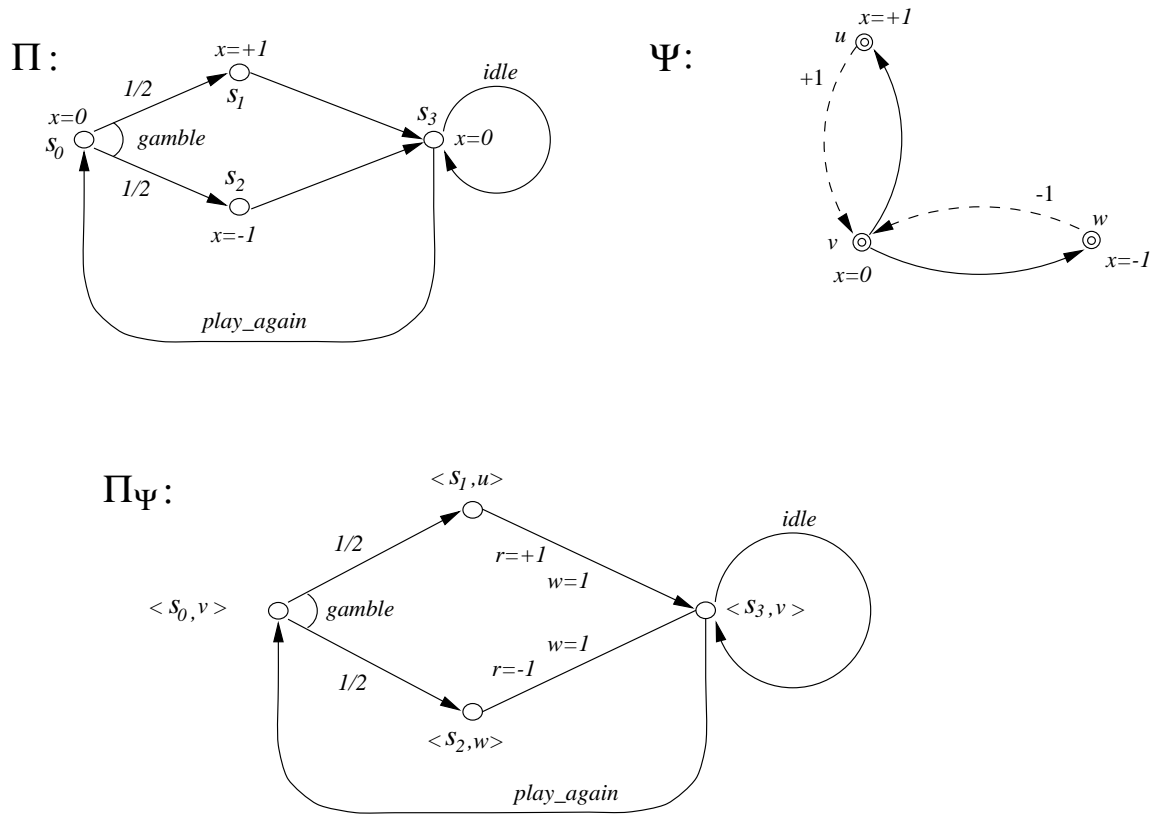 Π:
x=+1
s1
1/2
idle
x=0
s0
gamble
s3
x=0
1/2
s2
x=-1
play_again
Ψ:
x=+1
u
+1
-1
w
v
x=0
x=-1
ΠΨ:
< s1,u>
1/2
r=+1
w=1
idle
< s0,v >
gamble
< s3,v >
w=1
r=-1
1/2
< s2,w>
play_again